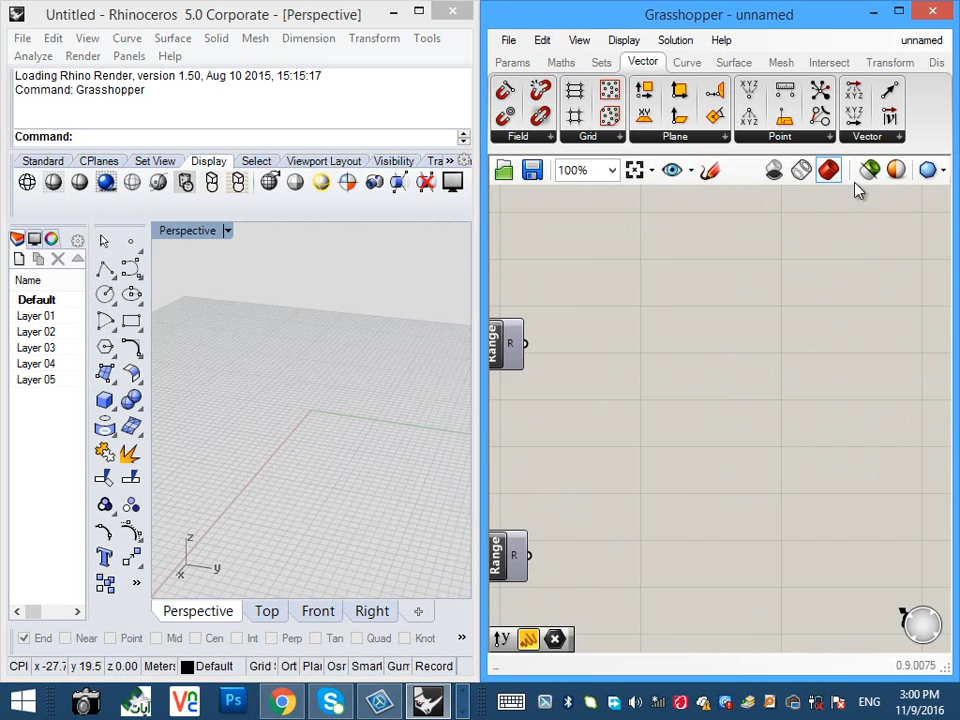 Untitled - Rhinoceros 5.0 Corporate - [Perspective]
File Edit View Curve Surface Solid Mesh Dimension Transform Tools
Analyze Render Panels Help
Loading Rhino Render, version 1.50, Aug 10 2015, 15:15:17
Command: Grasshopper
Command:
Standard CPlanes Set View Display Select Viewport Layout Visibility Tra
Perspective
Name
Default
Layer 01
Layer 02
Layer 03
Layer 04
Layer 05
z
y
x
Perspective Top Front Right
End Near Point Mid Cen Int Perp Tan Quad Knot
CPl x -27.7 y 19.5 z 0.00 Meters Default Grid S Ort Plan Osn Smart Gum Record
Grasshopper - unnamed
File Edit View Display Solution Help unnamed
Params Maths Sets Vector Curve Surface Mesh Intersect Transform Dis
Field Grid Plane Point Vector
100%
Range R
Range R
0.9.0075
ENG
3:00 PM
11/9/2016